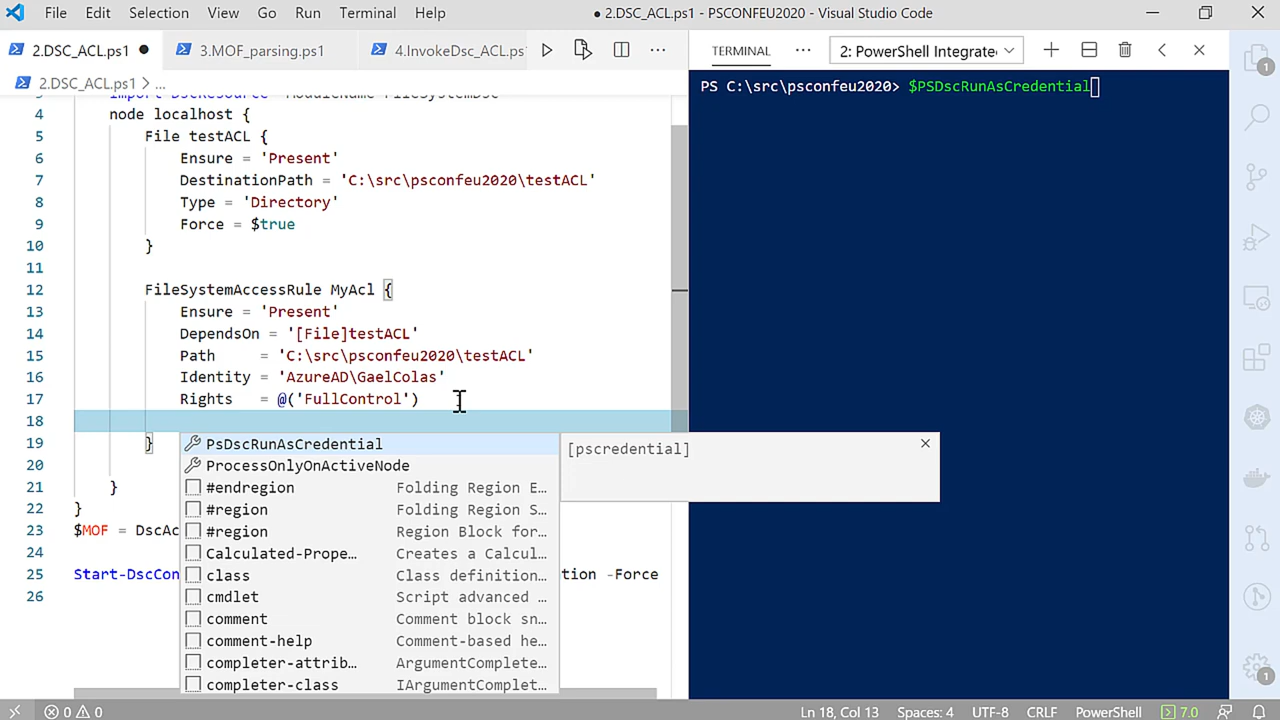 File Edit Selection View Go Run Terminal Help
● 2.DSC_ACL.ps1 - PSCONFEU2020 - Visual Studio Code
2.DSC_ACL.ps1 ● 3.MOF_parsing.ps1 4.InvokeDsc_ACL.ps1
TERMINAL ··· 2: PowerShell Integrate
2.DSC_ACL.ps1 > ...
PS C:\src\psconfeu2020> $PSDscRunAsCredential
4 node localhost {
5 File testACL {
6 Ensure = 'Present'
7 DestinationPath = 'C:\src\psconfeu2020\testACL'
8 Type = 'Directory'
9 Force = $true
10 }
11
12 FileSystemAccessRule MyAcl {
13 Ensure = 'Present'
14 DependsOn = '[File]testACL'
15 Path = 'C:\src\psconfeu2020\testACL'
16 Identity = 'AzureAD\GaelColas'
17 Rights = @('FullControl')
18
19 }
20
21 }
22 }
23 $MOF = DscAc
24
25 Start-DscCon
tion -Force
26
PsDscRunAsCredential
[pscredential]
ProcessOnlyOnActiveNode
#endregion Folding Region E…
#region Folding Region S…
#region Region Block for…
Calculated-Prope… Creates a Calcul…
class Class definition…
cmdlet Script advanced …
comment Comment block sn…
comment-help Comment-based he…
completer-attrib… ArgumentComplete…
completer-class IArgumentComplet…
0 0 Ln 18, Col 13 Spaces: 4 UTF-8 CRLF PowerShell 7.0
1
1